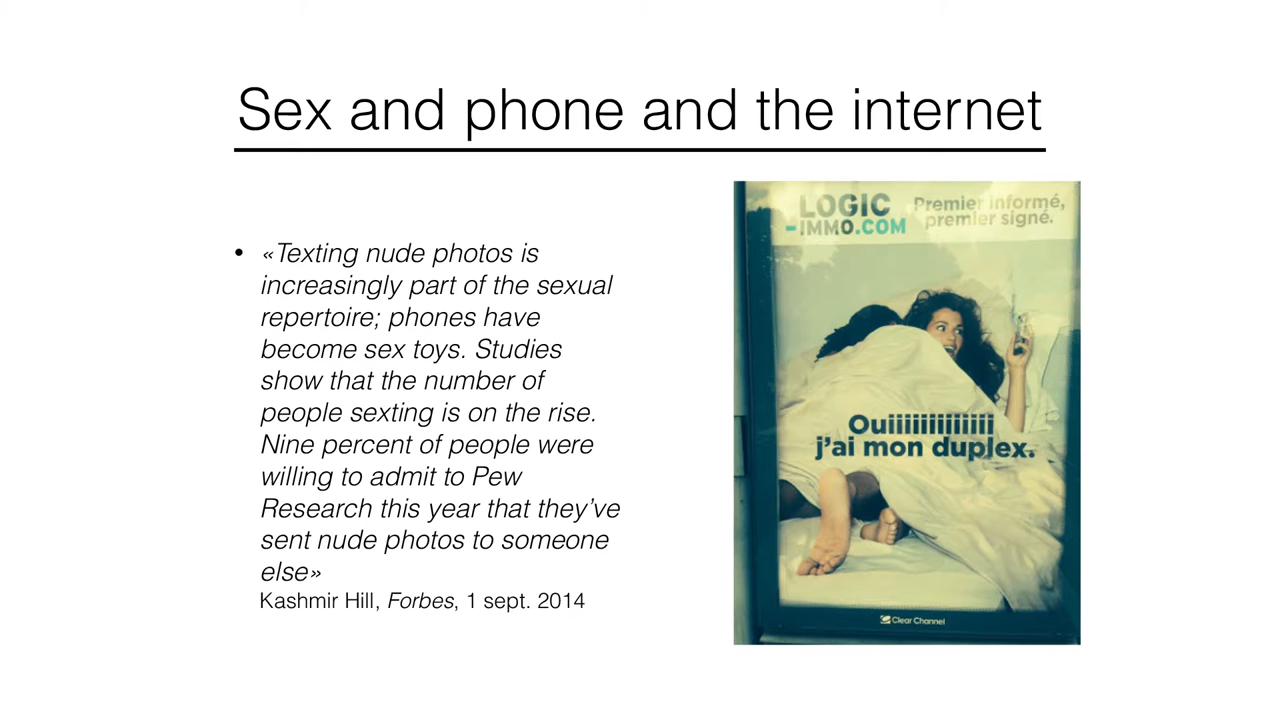 Sex and phone and the internet
• «Texting nude photos is
increasingly part of the sexual
repertoire; phones have
become sex toys. Studies
show that the number of
people sexting is on the rise.
Nine percent of people were
willing to admit to Pew
Research this year that they’ve
sent nude photos to someone
else»
Kashmir Hill, Forbes, 1 sept. 2014
LOGIC
-IMMO.COM
Premier informé,
premier signé.
Ouiiiiiiiiiiiiii
j’ai mon duplex.
Clear Channel